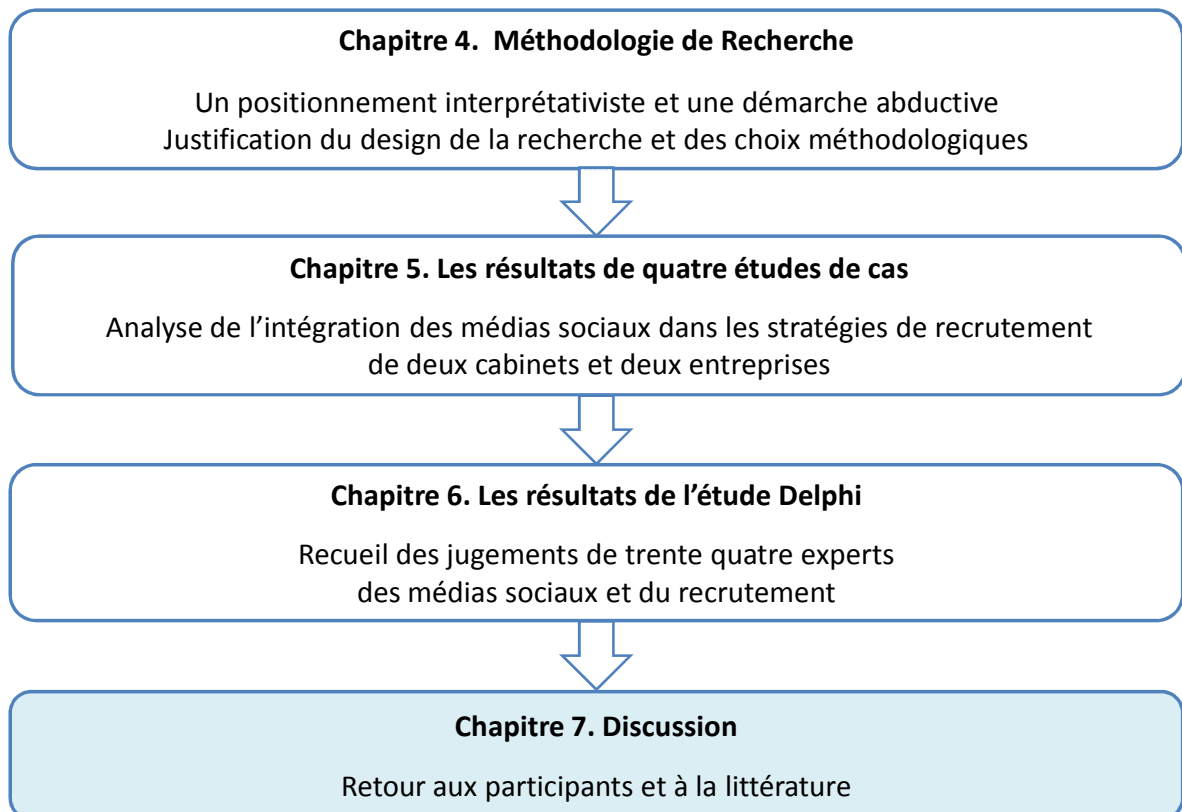 Chapitre 4. Méthodologie de Recherche
Un positionnement interprétativiste et une démarche abductive
Justification du design de la recherche et des choix méthodologiques
Chapitre 5. Les résultats de quatre études de cas
Analyse de l’intégration des médias sociaux dans les stratégies de recrutement
de deux cabinets et deux entreprises
Chapitre 6. Les résultats de l’étude Delphi
Recueil des jugements de trente quatre experts
des médias sociaux et du recrutement
Chapitre 7. Discussion
Retour aux participants et à la littérature